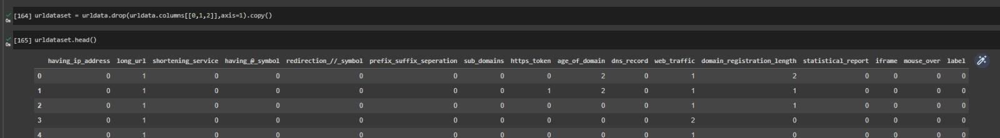 [164] urldataset = urldata.drop(urldata.columns[[0,1,2]],axis=1).copy()
0s
[165] urldataset.head()
0s
having_ip_address long_url shortening_service having_@_symbol redirection_//_symbol prefix_suffix_seperation sub_domains https_token age_of_domain dns_record web_traffic domain_registration_length statistical_report iframe mouse_over label
0 0 1 0 0 0 0 0 0 2 0 1 2 0 0 0 0
1 0 1 0 0 0 0 0 1 2 0 1 1 0 0 0 0
2 0 1 0 0 0 0 0 0 0 0 1 1 0 0 0 0
3 0 1 0 0 0 0 0 0 0 0 2 0 0 0 0 0
4 0 1 0 0 0 0 0 0 0 0 1 0 0 0 0 0